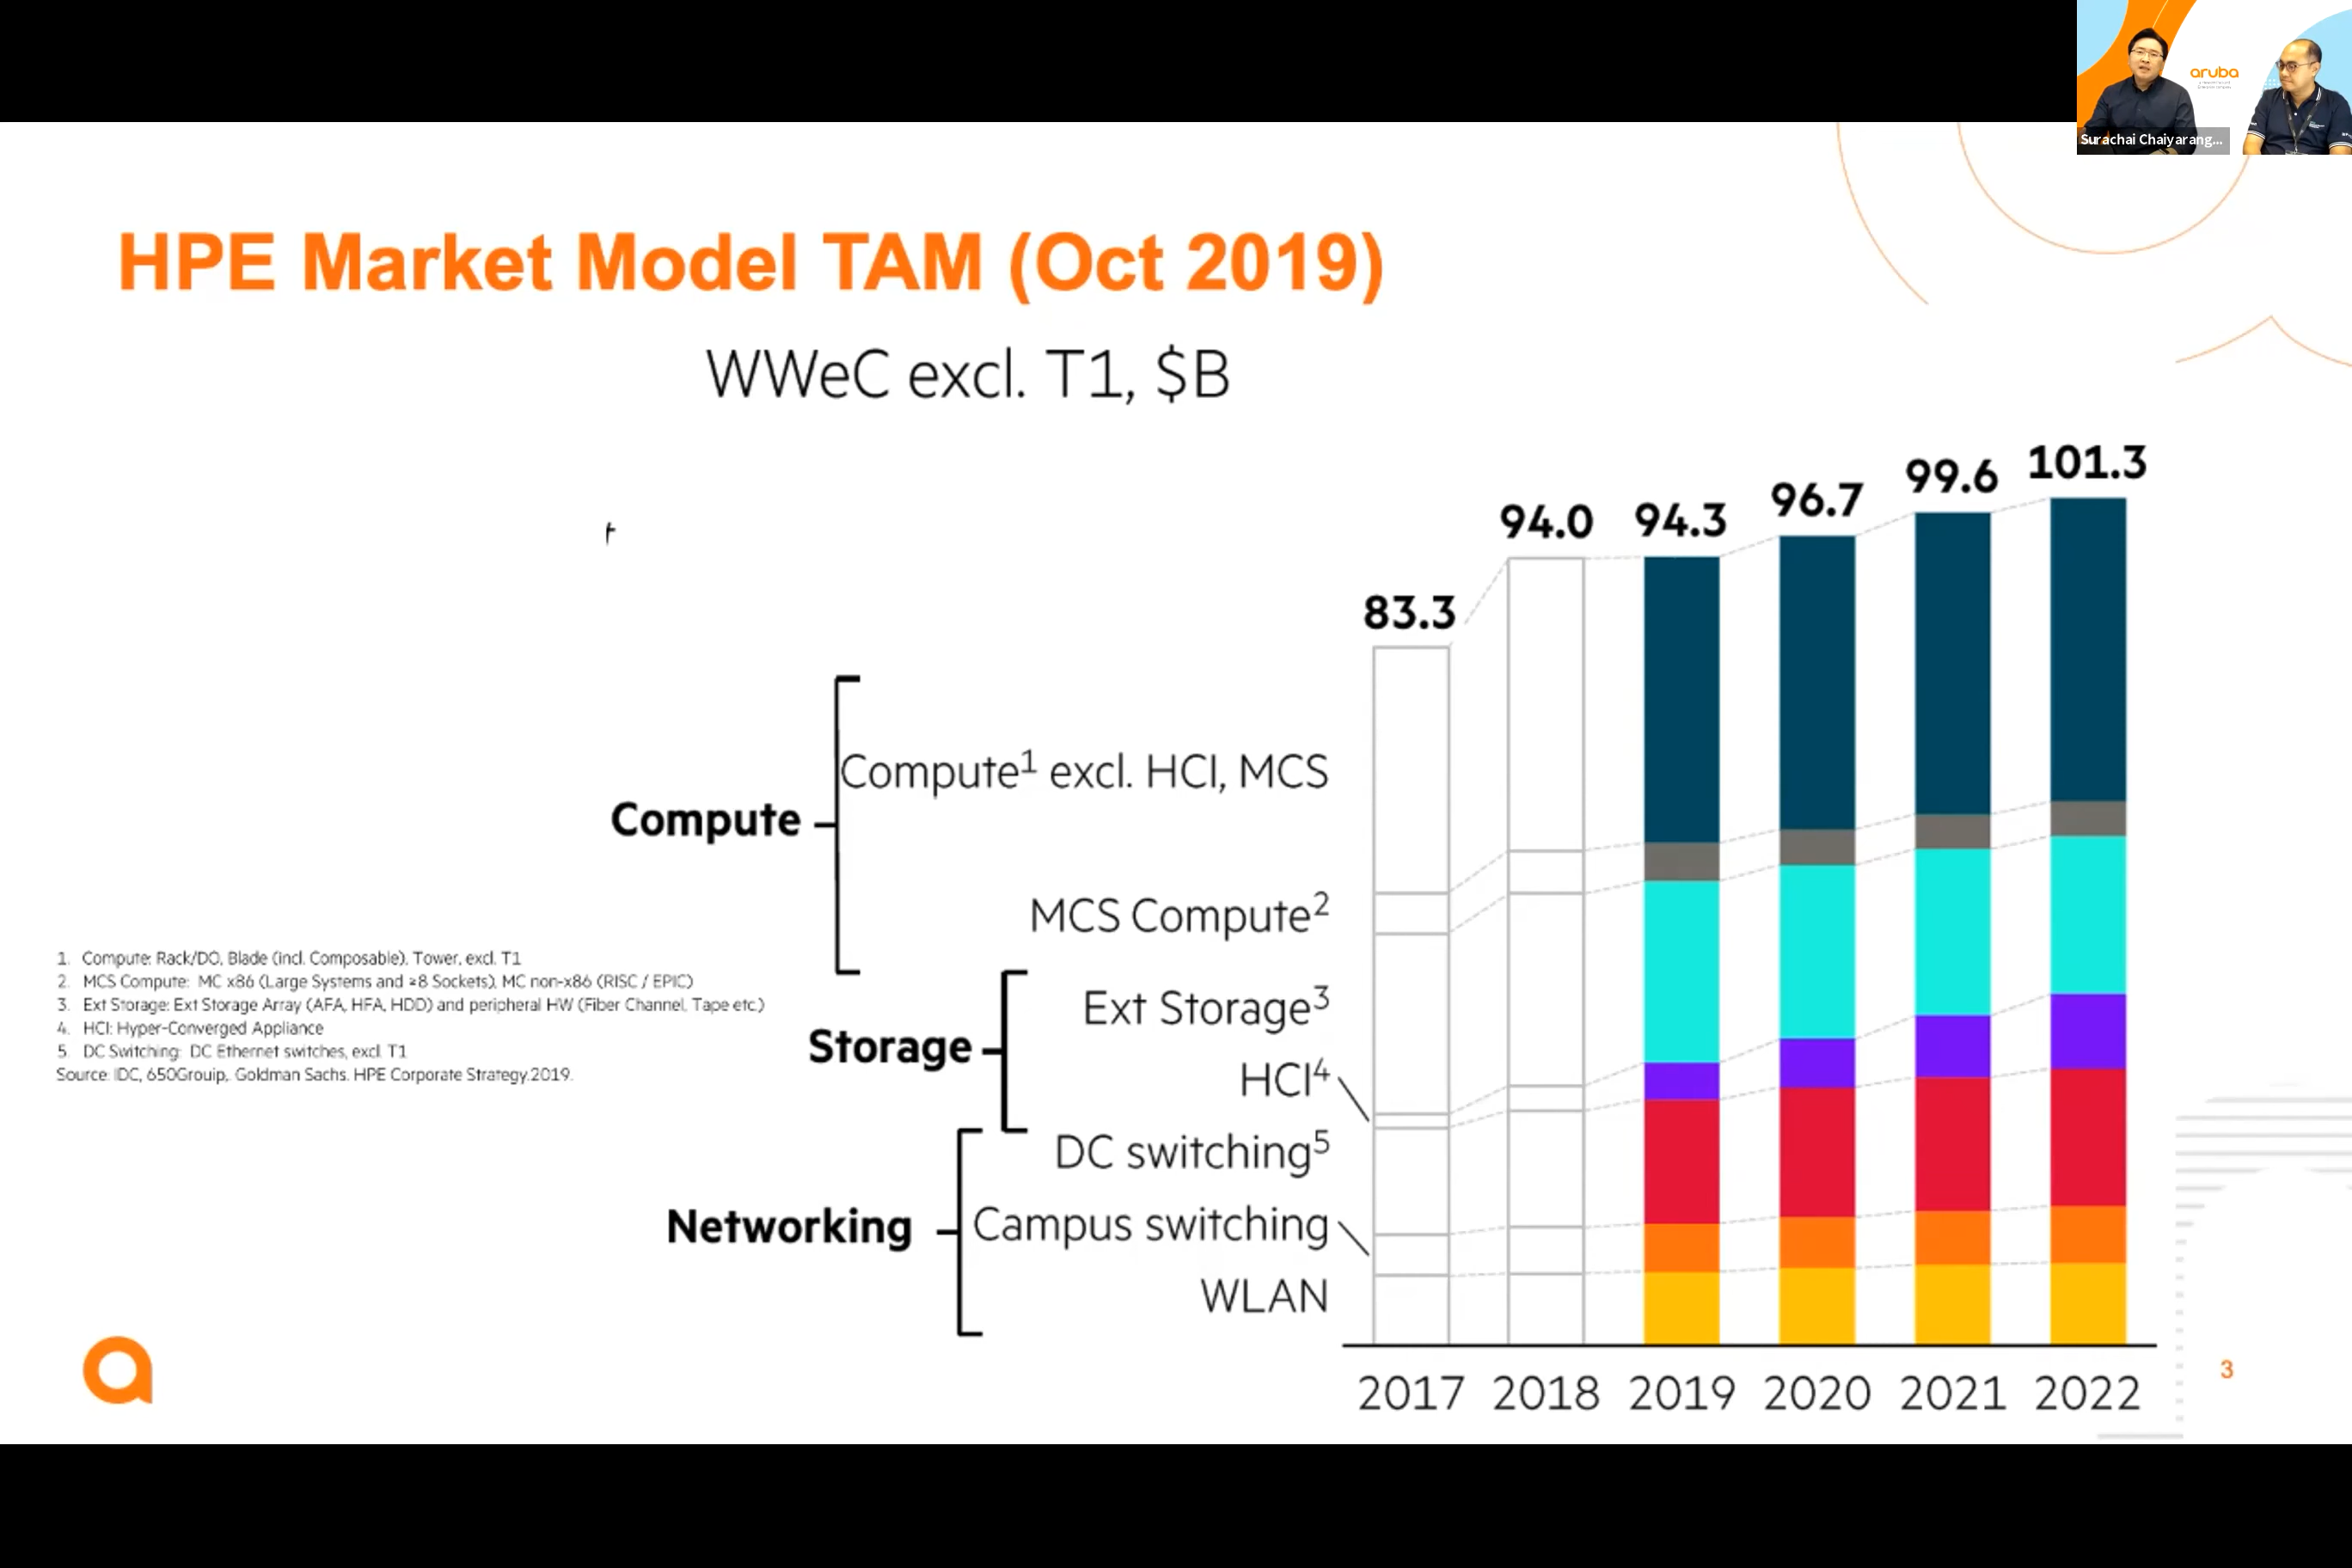 aruba
Surachai Chaiyarang...
HPE Market Model TAM (Oct 2019)
WWeC excl. T1, $B
83.3
94.0
94.3
96.7
99.6
101.3
Compute
Compute¹ excl. HCI, MCS
MCS Compute²
Storage
Ext Storage³
HCI⁴
Networking
DC switching⁵
Campus switching
WLAN
1. Compute: Rack/DO, Blade (incl. Composable), Tower, excl. T1
2. MCS Compute: MC x86 (Large Systems and ≥8 Sockets), MC non-x86 (RISC / EPIC)
3. Ext Storage: Ext Storage Array (AFA, HFA, HDD) and peripheral HW (Fiber Channel, Tape etc.)
4. HCI: Hyper-Converged Appliance
5. DC Switching: DC Ethernet switches, excl. T1
Source: IDC, 650Grouip,. Goldman Sachs. HPE Corporate Strategy.2019.
2017 2018 2019 2020 2021 2022
3